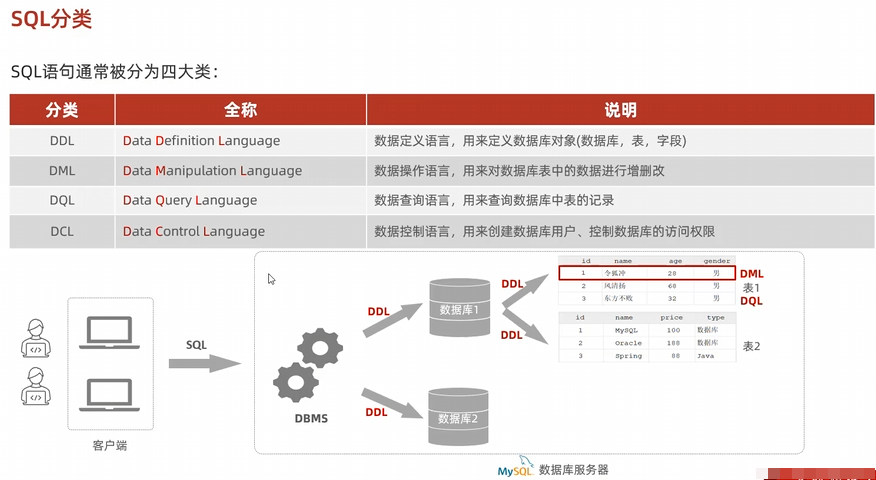 SQL分类
SQL语句通常被分为四大类：
分类 全称 说明
DDL Data Definition Language 数据定义语言，用来定义数据库对象(数据库，表，字段)
DML Data Manipulation Language 数据操作语言，用来对数据库表中的数据进行增删改
DQL Data Query Language 数据查询语言，用来查询数据库中表的记录
DCL Data Control Language 数据控制语言，用来创建数据库用户、控制数据库的访问权限
客户端
SQL
DBMS
DDL
DDL
数据库1
数据库2
DDL
DDL
id name age gender
1 令狐冲 28 男
2 风清扬 68 男
3 东方不败 32 男
DML
表1
DQL
id name price type
1 MySQL 100 数据库
2 Oracle 188 数据库
3 Spring 88 Java
表2
MySQL 数据库服务器